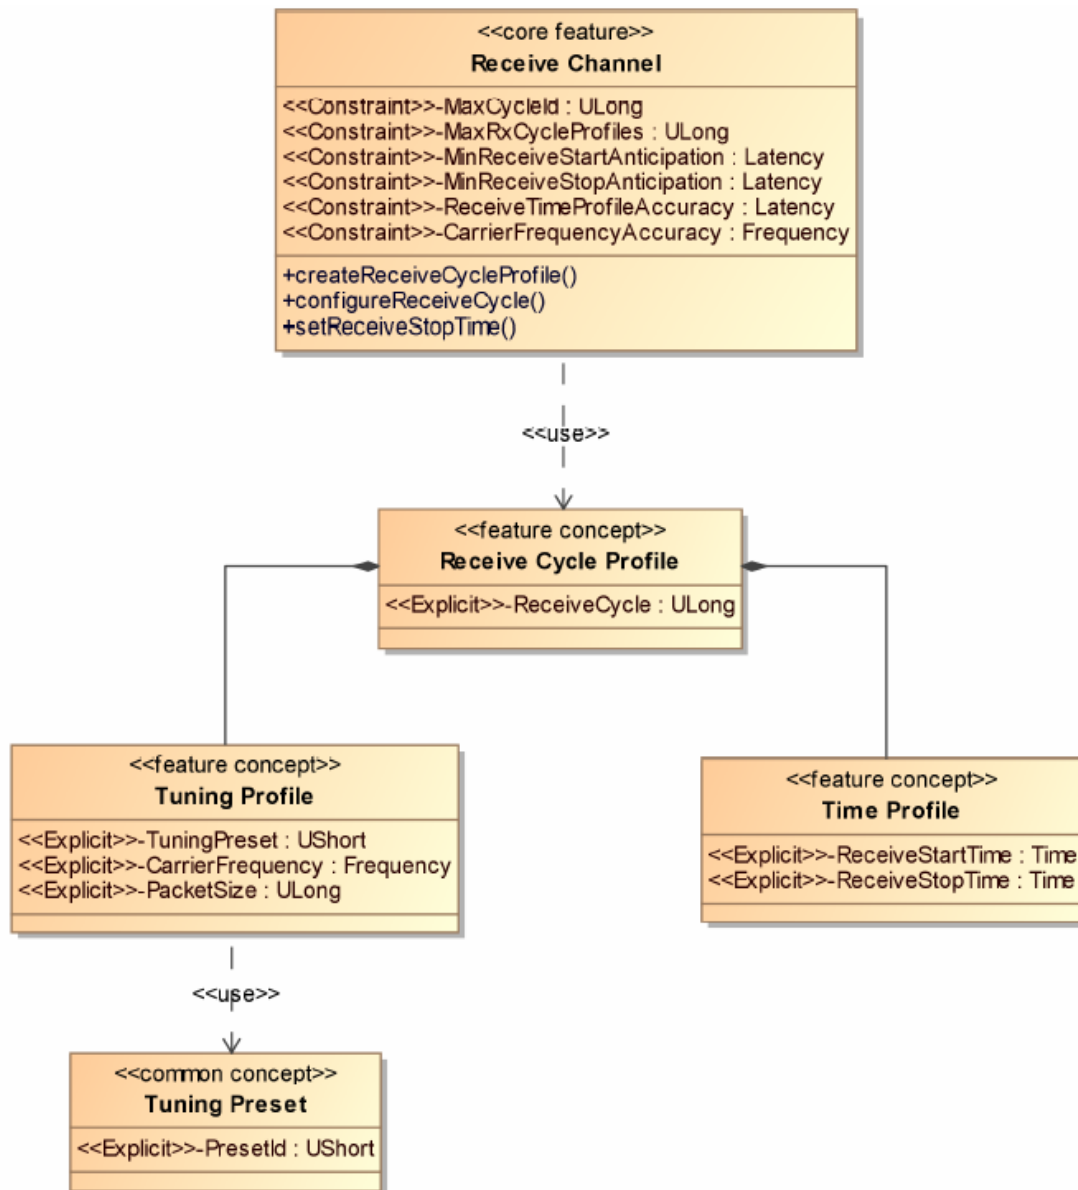 <<core feature>>
Receive Channel
<<Constraint>>-MaxCycleId : ULong
<<Constraint>>-MaxRxCycleProfiles : ULong
<<Constraint>>-MinReceiveStartAnticipation : Latency
<<Constraint>>-MinReceiveStopAnticipation : Latency
<<Constraint>>-ReceiveTimeProfileAccuracy : Latency
<<Constraint>>-CarrierFrequencyAccuracy : Frequency
+createReceiveCycleProfile()
+configureReceiveCycle()
+setReceiveStopTime()
<<use>>
<<feature concept>>
Receive Cycle Profile
<<Explicit>>-ReceiveCycle : ULong
<<feature concept>>
Tuning Profile
<<Explicit>>-TuningPreset : UShort
<<Explicit>>-CarrierFrequency : Frequency
<<Explicit>>-PacketSize : ULong
<<feature concept>>
Time Profile
<<Explicit>>-ReceiveStartTime : Time
<<Explicit>>-ReceiveStopTime : Time
<<use>>
<<common concept>>
Tuning Preset
<<Explicit>>-PresetId : UShort